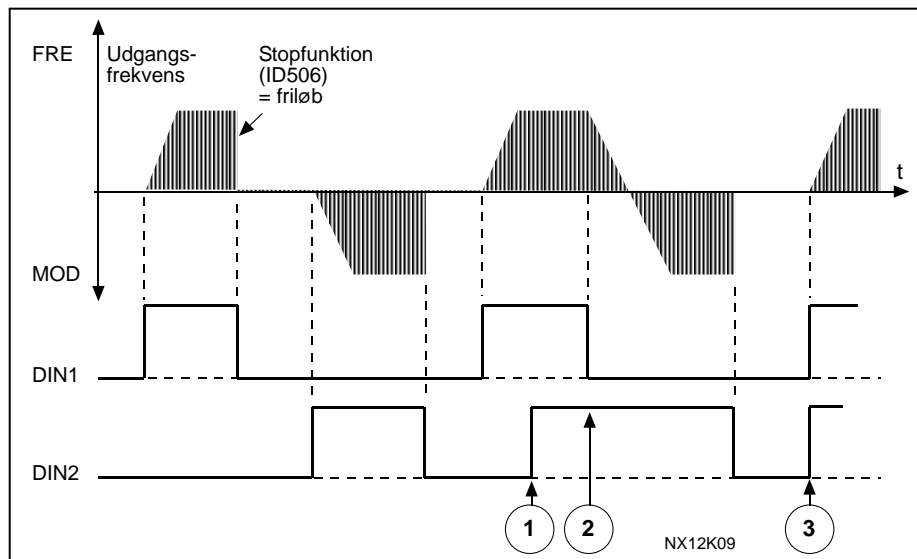 FRE
Udgangs-
frekvens
Stopfunktion
(ID506)
= friløb
t
MOD
DIN1
DIN2
1
2
3
NX12K09